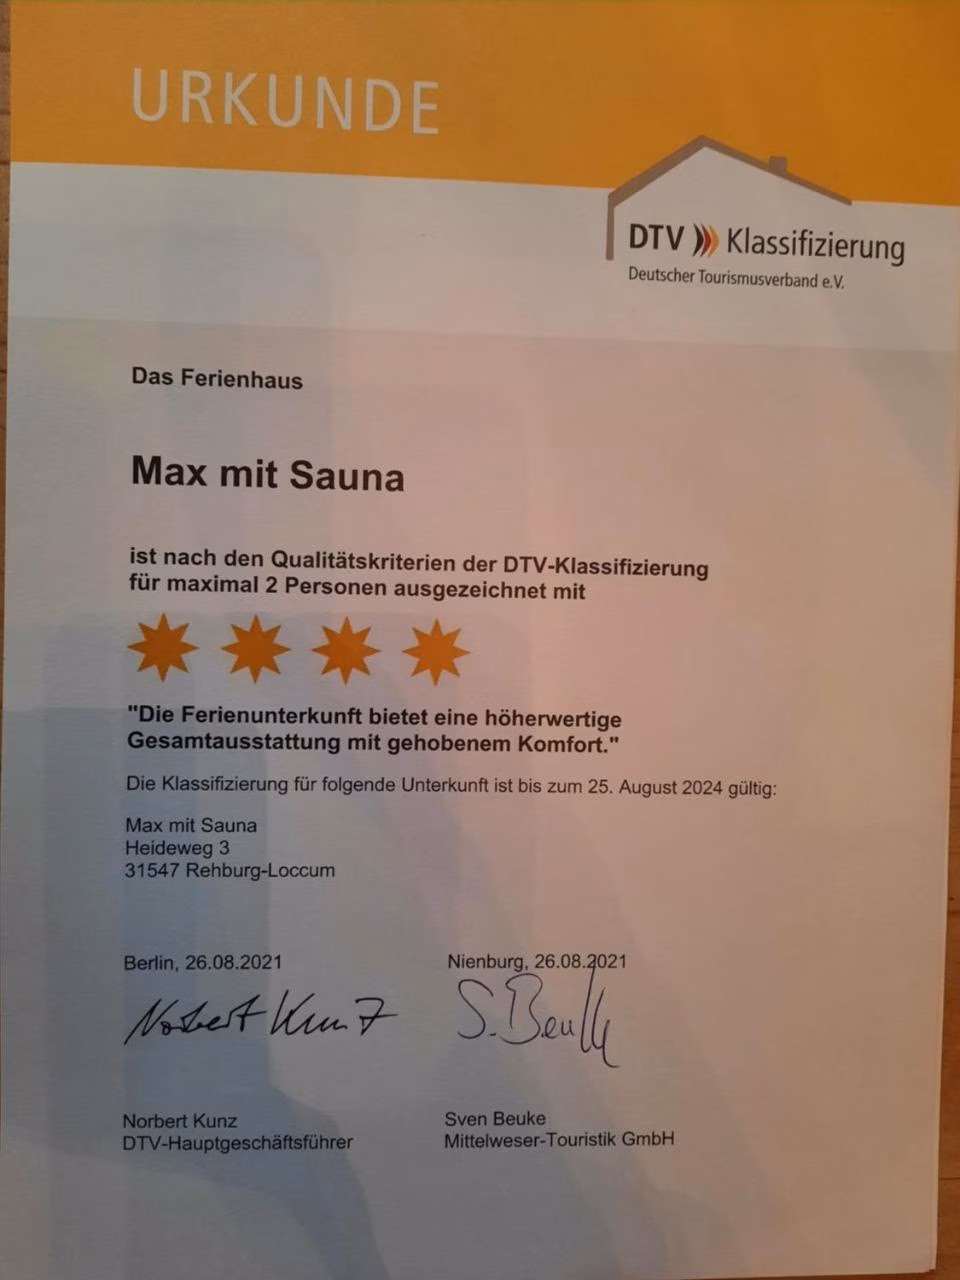 URKUNDE
DTV Klassifizierung
Deutscher Tourismusverband e.V.
Das Ferienhaus
Max mit Sauna
ist nach den Qualitätskriterien der DTV-Klassifizierung
für maximal 2 Personen ausgezeichnet mit
"Die Ferienunterkunft bietet eine höherwertige
Gesamtausstattung mit gehobenem Komfort."
Die Klassifizierung für folgende Unterkunft ist bis zum 25. August 2024 gültig:
Max mit Sauna
Heideweg 3
31547 Rehburg-Loccum
Berlin, 26.08.2021
Nienburg, 26.08.2021
Norbert Kunz
S. Beuke
Norbert Kunz
DTV-Hauptgeschäftsführer
Sven Beuke
Mittelweser-Touristik GmbH